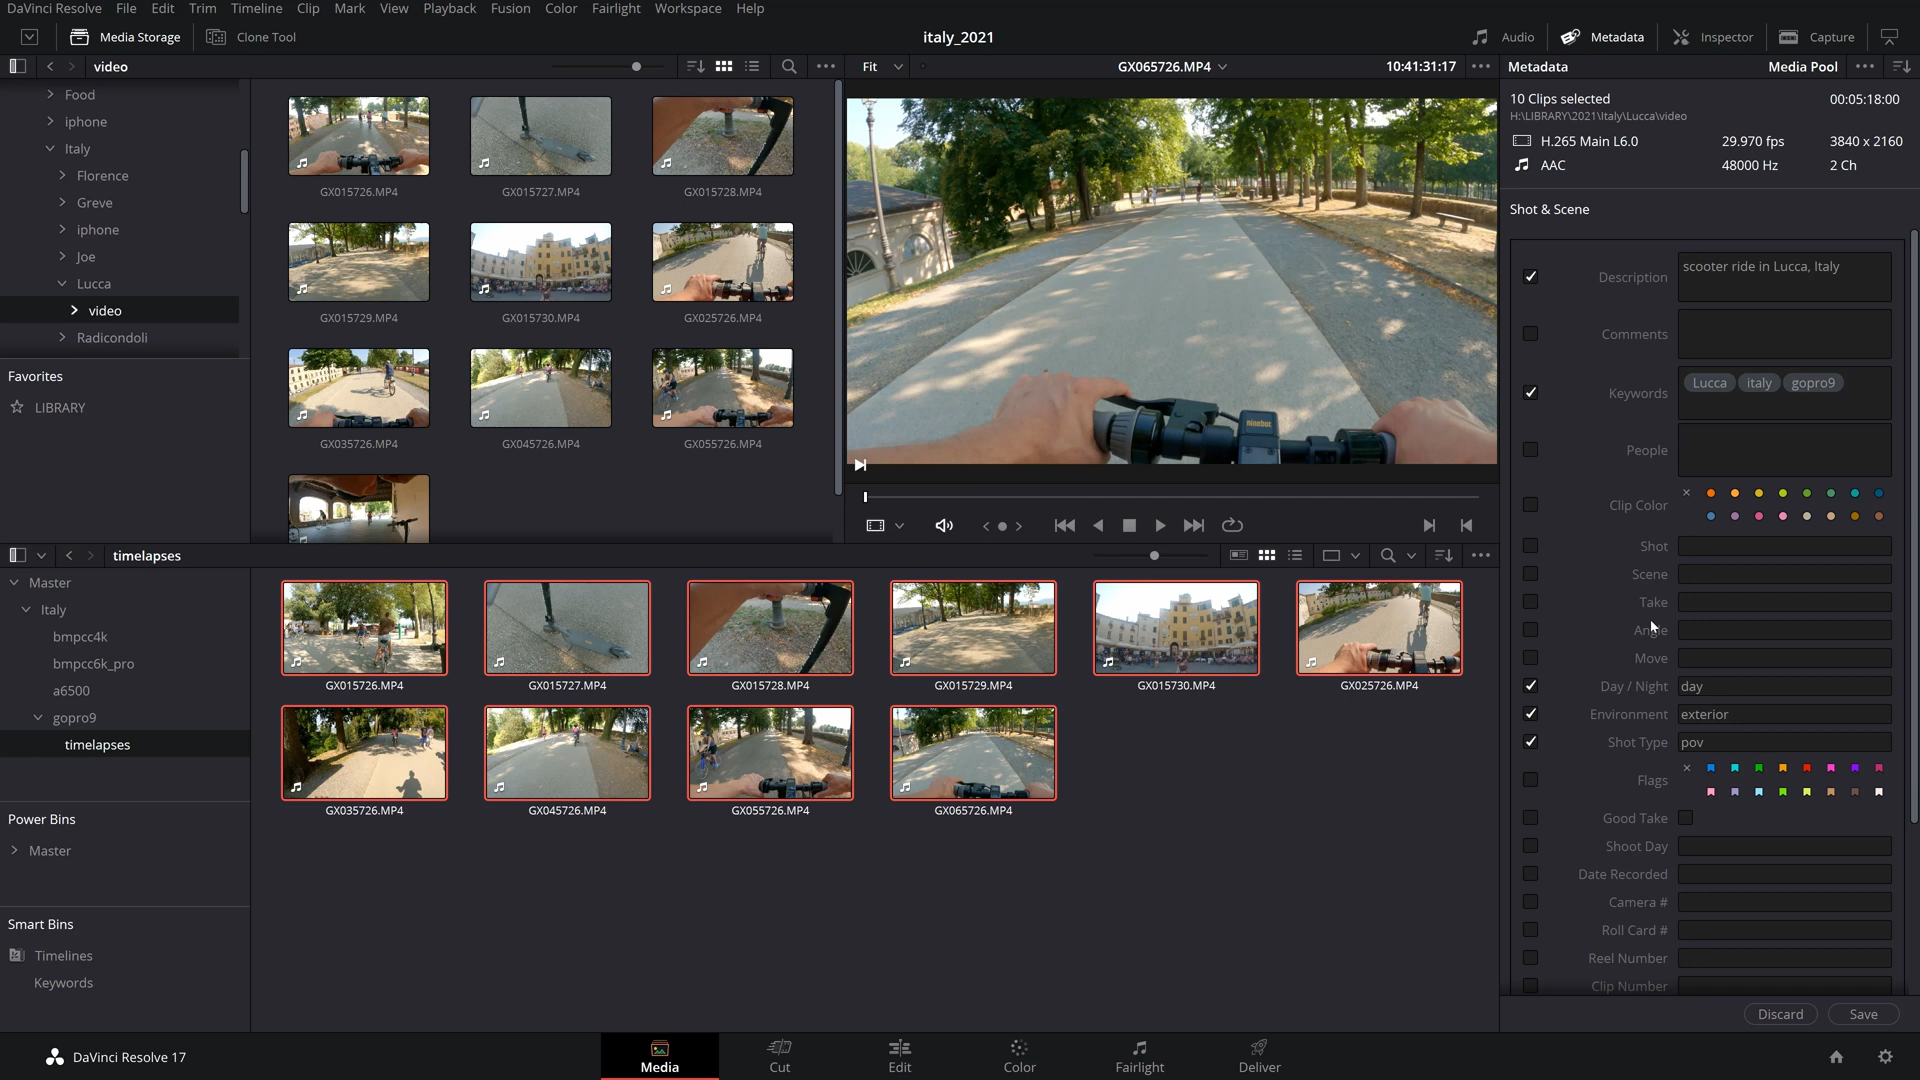 DaVinci Resolve File Edit Trim Timeline Clip Mark View Playback Fusion Color Fairlight Workspace Help
Media Storage Clone Tool italy_2021 Audio Metadata Inspector Capture
video Fit GX065726.MP4 10:41:31:17 Metadata Media Pool
Food
iphone
Italy
Florence
Greve
iphone
Joe
Lucca
video
Radicondoli
Favorites
LIBRARY
GX015726.MP4 GX015727.MP4 GX015728.MP4
GX015729.MP4 GX015730.MP4 GX025726.MP4
GX035726.MP4 GX045726.MP4 GX055726.MP4
ninebot
10 Clips selected 00:05:18:00
H:\LIBRARY\2021\Italy\Lucca\video
H.265 Main L6.0 29.970 fps 3840 x 2160
AAC 48000 Hz 2 Ch
Shot & Scene
Description scooter ride in Lucca, Italy
Comments
Keywords Lucca italy gopro9
People
Clip Color
Shot
Scene
Take
Angle
Move
Day / Night day
Environment exterior
Shot Type pov
Flags
Good Take
Shoot Day
Date Recorded
Camera #
Roll Card #
Reel Number
Clip Number
Discard Save
timelapses
Master
Italy
bmpcc4k
bmpcc6k_pro
a6500
gopro9
timelapses
Power Bins
Master
Smart Bins
Timelines
Keywords
GX015726.MP4 GX015727.MP4 GX015728.MP4 GX015729.MP4 GX015730.MP4 GX025726.MP4
GX035726.MP4 GX045726.MP4 GX055726.MP4 GX065726.MP4
DaVinci Resolve 17 Media Cut Edit Color Fairlight Deliver